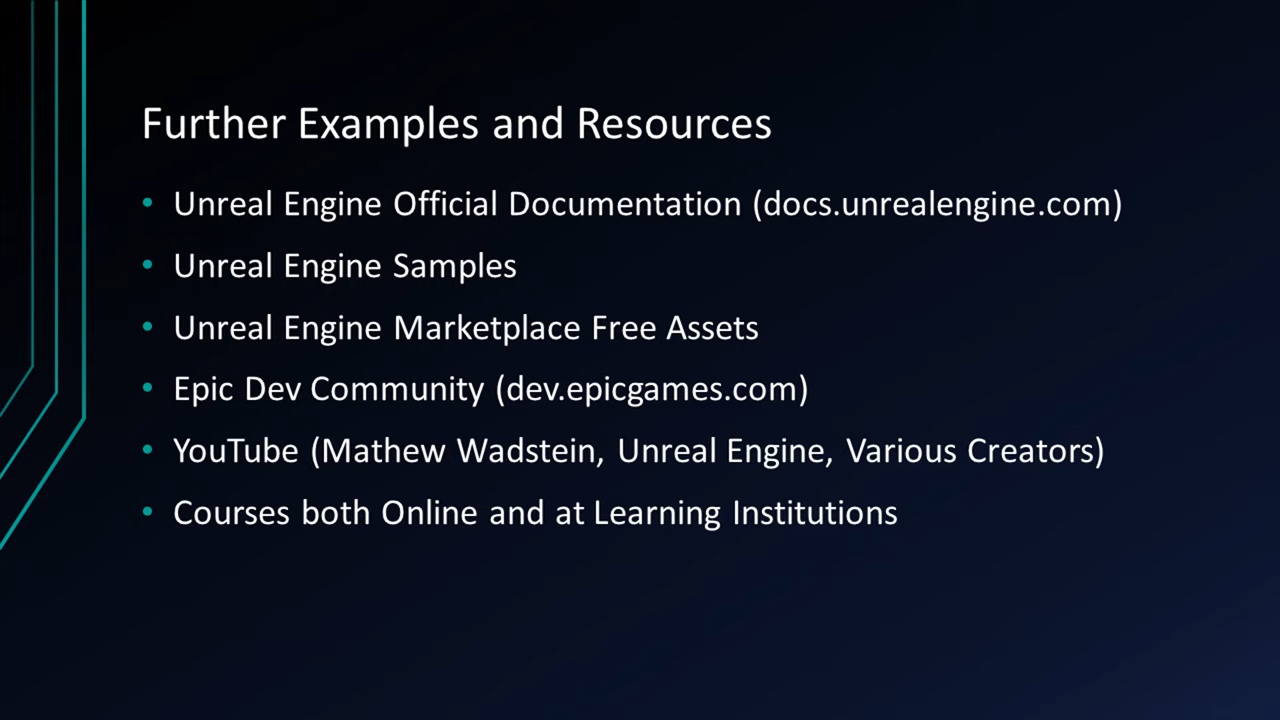 Further Examples and Resources
• Unreal Engine Official Documentation (docs.unrealengine.com)
• Unreal Engine Samples
• Unreal Engine Marketplace Free Assets
• Epic Dev Community (dev.epicgames.com)
• YouTube (Mathew Wadstein, Unreal Engine, Various Creators)
• Courses both Online and at Learning Institutions